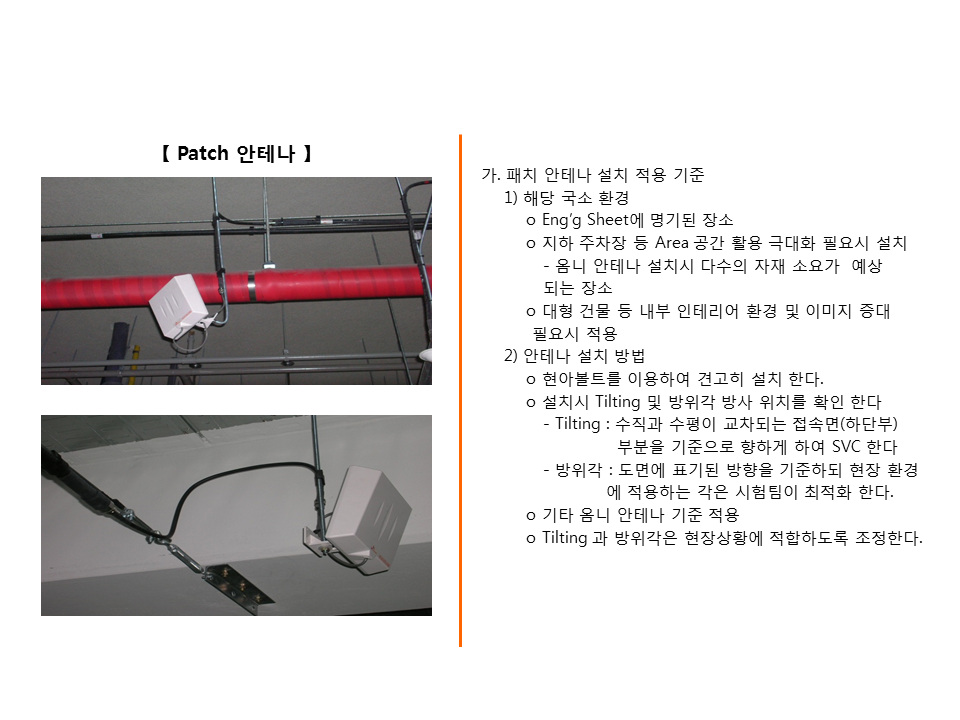 【 Patch 안테나 】
가. 패치 안테나 설치 적용 기준
1) 해당 국소 환경
o Eng’g Sheet에 명기된 장소
o 지하 주차장 등 Area 공간 활용 극대화 필요시 설치
- 옴니 안테나 설치시 다수의 자재 소요가 예상
되는 장소
o 대형 건물 등 내부 인테리어 환경 및 이미지 증대
필요시 적용
2) 안테나 설치 방법
o 현아볼트를 이용하여 견고히 설치 한다.
o 설치시 Tilting 및 방위각 방사 위치를 확인 한다
- Tilting : 수직과 수평이 교차되는 접속면(하단부)
부분을 기준으로 향하게 하여 SVC 한다
- 방위각 : 도면에 표기된 방향을 기준하되 현장 환경
에 적용하는 각은 시험팀이 최적화 한다.
o 기타 옴니 안테나 기준 적용
o Tilting 과 방위각은 현장상황에 적합하도록 조정한다.